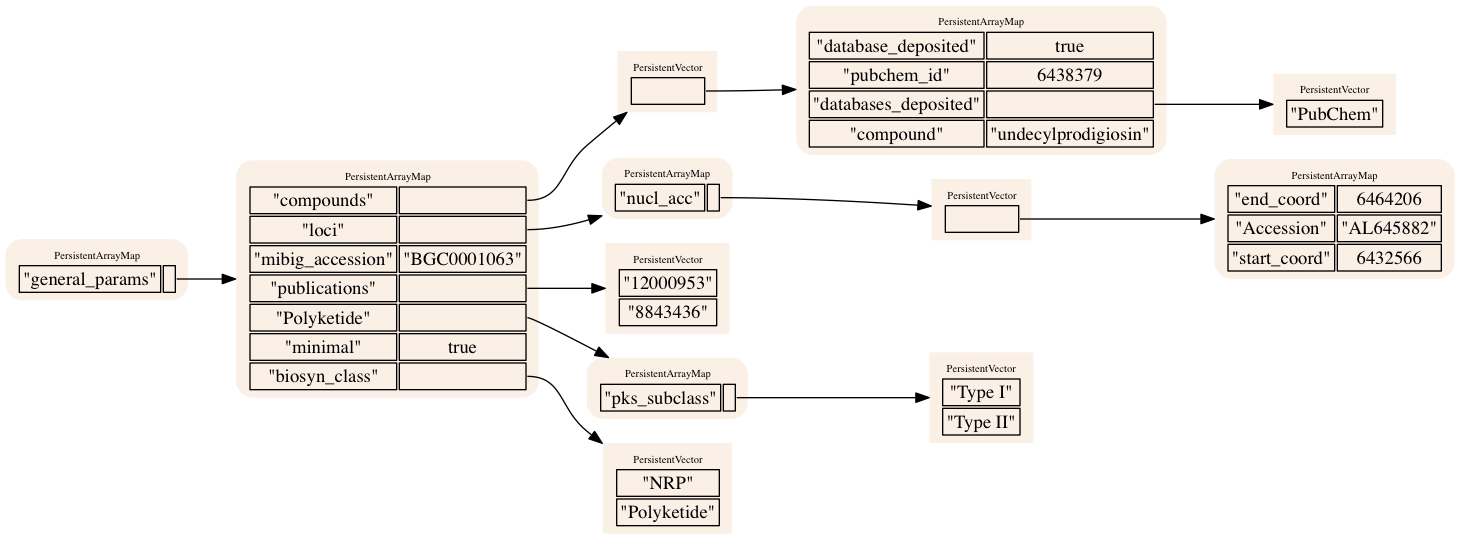 PersistentArrayMap
"general_params"
PersistentArrayMap
"compounds"
"loci"
"mibig_accession" "BGC0001063"
"publications"
"Polyketide"
"minimal" true
"biosyn_class"
PersistentVector
PersistentArrayMap
"database_deposited" true
"pubchem_id" 6438379
"databases_deposited"
"compound" "undecylprodigiosin"
PersistentVector
"PubChem"
PersistentArrayMap
"nucl_acc"
PersistentVector
PersistentArrayMap
"end_coord" 6464206
"Accession" "AL645882"
"start_coord" 6432566
PersistentVector
"12000953"
"8843436"
PersistentArrayMap
"pks_subclass"
PersistentVector
"Type I"
"Type II"
PersistentVector
"NRP"
"Polyketide"